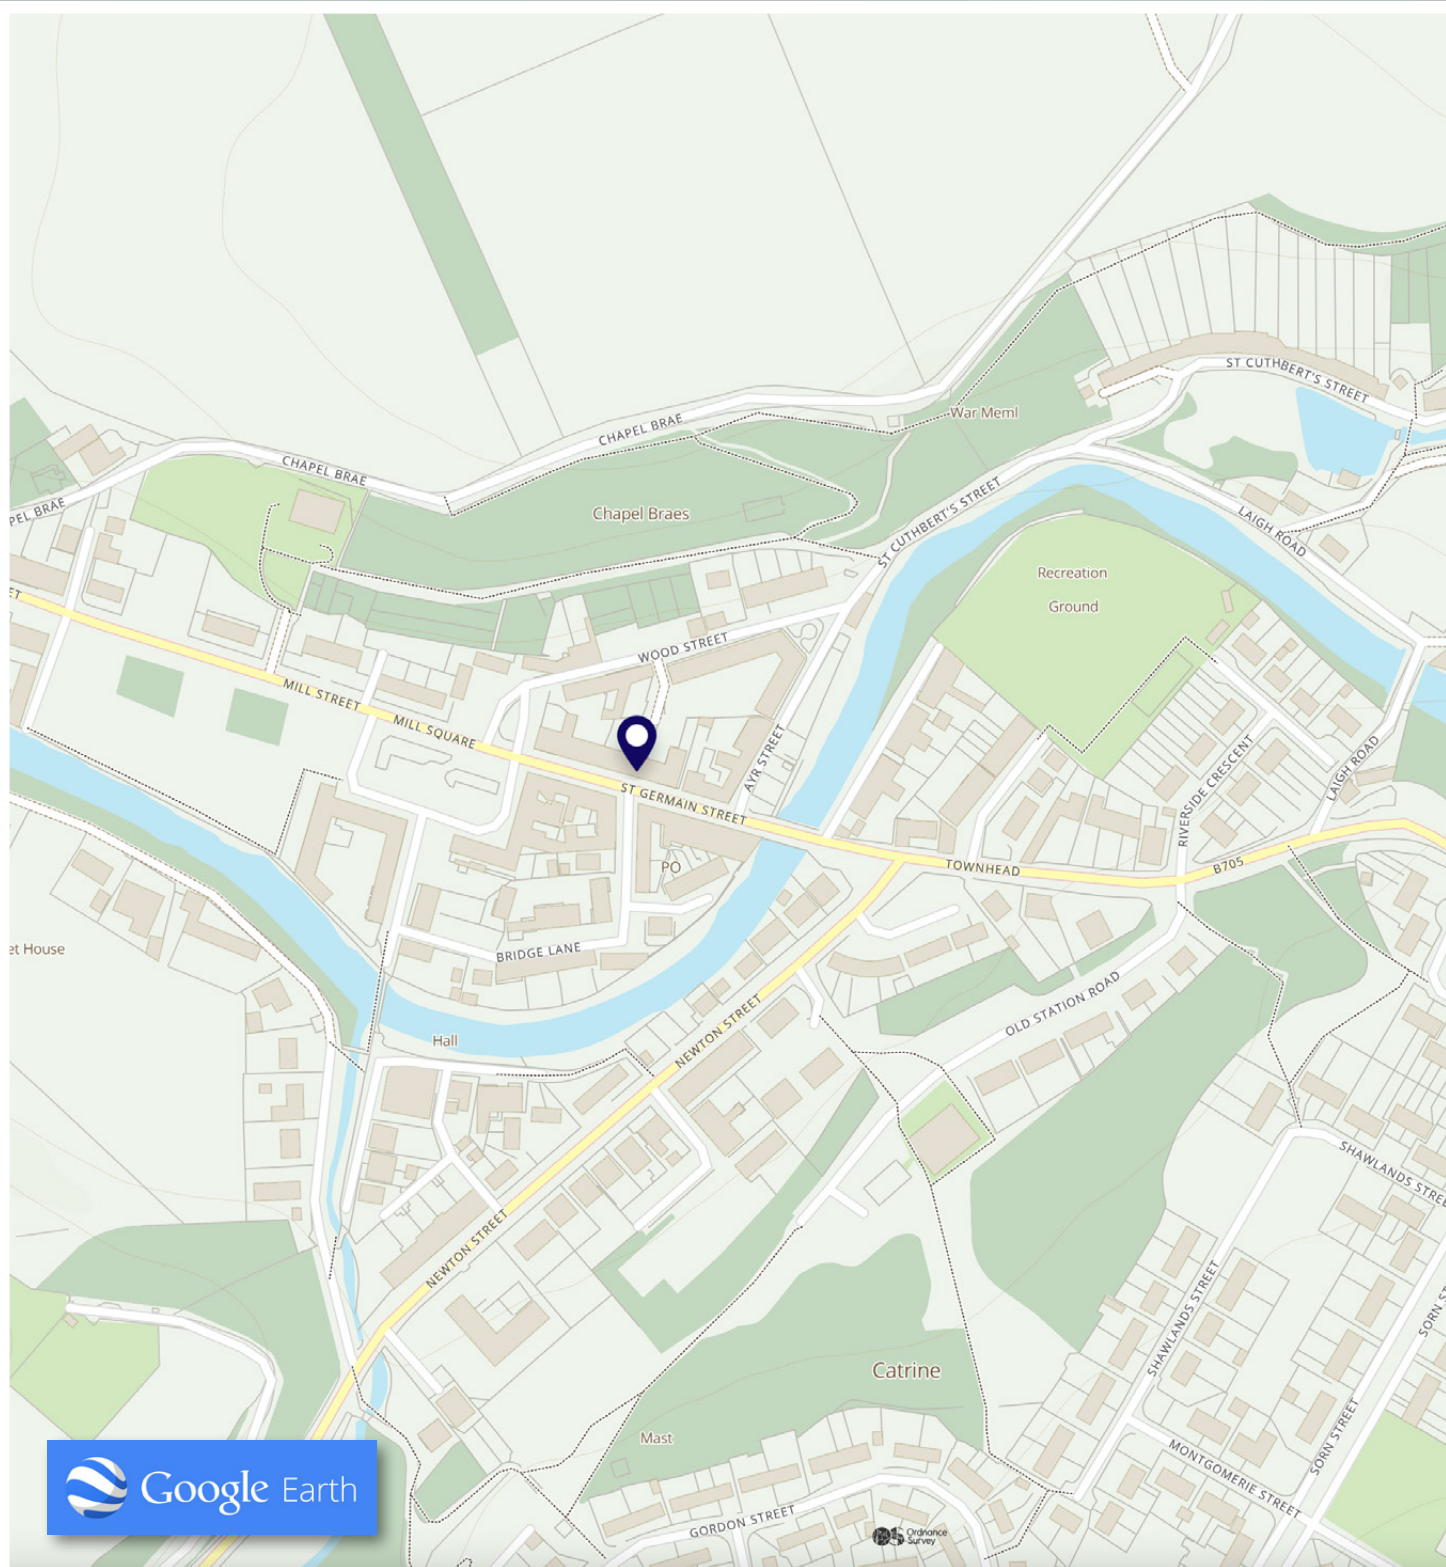 ST CUTHBERT'S STREET
War Meml
CHAPEL BRAE
CHAPEL BRAE
PEL BRAE
Chapel Braes
ST CUTHBERT'S STREET
LAIGH ROAD
Recreation
Ground
ET
WOOD STREET
MILL STREET
MILL SQUARE
ST GERMAIN STREET
AYR STREET
RIVERSIDE CRESCENT
LAIGH ROAD
PO
TOWNHEAD
B705
et House
BRIDGE LANE
OLD STATION ROAD
NEWTON STREET
Hall
SHAWLANDS STREE
NEWTON STREET
SHAWLANDS STREET
SORN S
Catrine
Mast
SORN STREET
MONTGOMERIE STREET
GORDON STREET
Google Earth
Ordnance
Survey